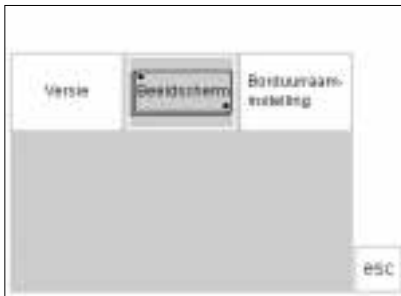 Versie
Beeldscherm
Borduurraam-
instelling
esc